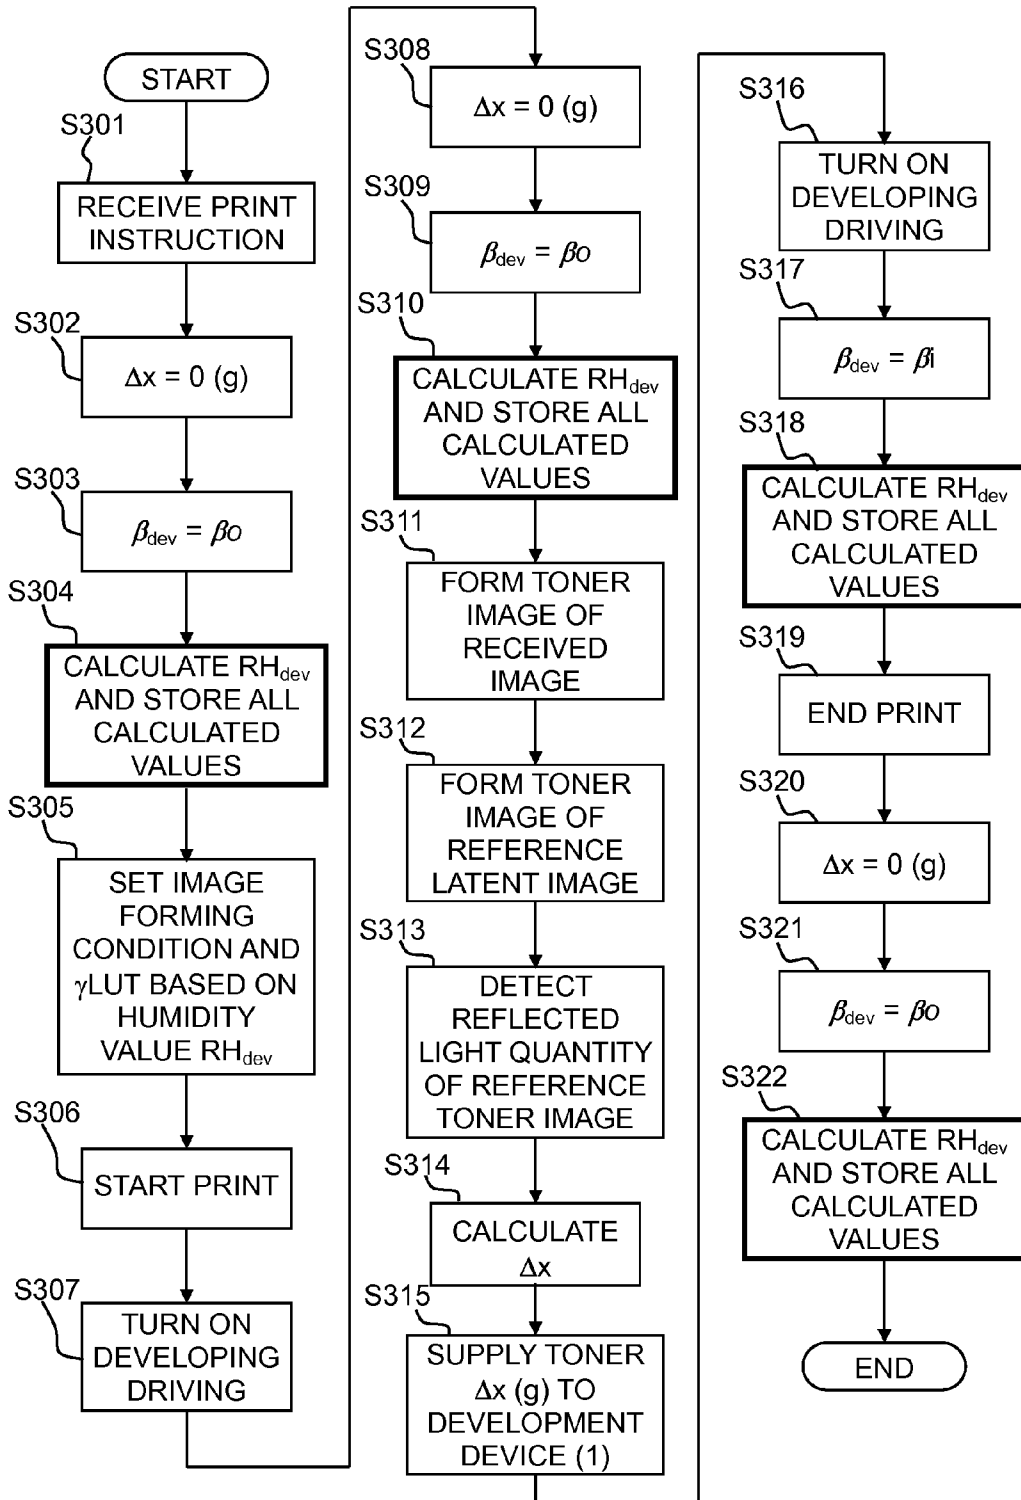 START
S301
RECEIVE PRINT
INSTRUCTION
S302
Δx = 0 (g)
S303
βdev = βo
S304
CALCULATE RHdev
AND STORE ALL
CALCULATED
VALUES
S305
SET IMAGE
FORMING
CONDITION AND
γLUT BASED ON
HUMIDITY
VALUE RHdev
S306
START PRINT
S307
TURN ON
DEVELOPING
DRIVING
S308
Δx = 0 (g)
S309
βdev = βo
S310
CALCULATE RHdev
AND STORE ALL
CALCULATED
VALUES
S311
FORM TONER
IMAGE OF
RECEIVED
IMAGE
S312
FORM TONER
IMAGE OF
REFERENCE
LATENT IMAGE
S313
DETECT
REFLECTED
LIGHT QUANTITY
OF REFERENCE
TONER IMAGE
S314
CALCULATE
Δx
S315
SUPPLY TONER
Δx (g) TO
DEVELOPMENT
DEVICE (1)
S316
TURN ON
DEVELOPING
DRIVING
S317
βdev = βi
S318
CALCULATE RHdev
AND STORE ALL
CALCULATED
VALUES
S319
END PRINT
S320
Δx = 0 (g)
S321
βdev = βo
S322
CALCULATE RHdev
AND STORE ALL
CALCULATED
VALUES
END